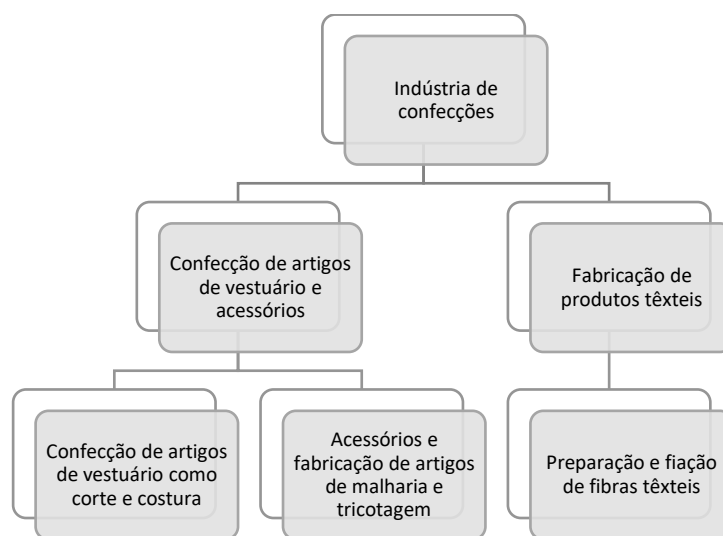 Indústria de
confecções
Confecção de artigos
de vestuário e
acessórios
Fabricação de
produtos têxteis
Confecção de artigos
de vestuário como
corte e costura
Acessórios e
fabricação de artigos
de malharia e
tricotagem
Preparação e fiação
de fibras têxteis